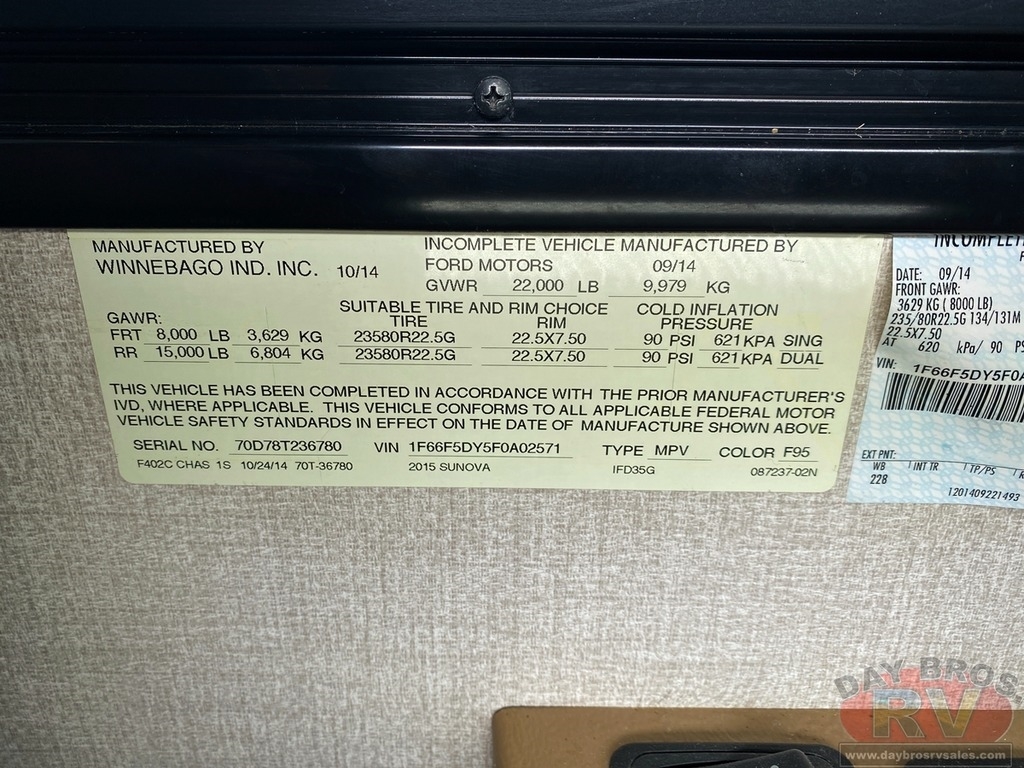 MANUFACTURED BY
WINNEBAGO IND. INC. 10/14
INCOMPLETE VEHICLE MANUFACTURED BY
FORD MOTORS 09/14
GVWR 22,000 LB 9,979 KG
SUITABLE TIRE AND RIM CHOICE COLD INFLATION
GAWR: TIRE RIM PRESSURE
FRT 8,000 LB 3,629 KG 23580R22.5G 22.5X7.50 90 PSI 621 KPA SING
RR 15,000 LB 6,804 KG 23580R22.5G 22.5X7.50 90 PSI 621 KPA DUAL
THIS VEHICLE HAS BEEN COMPLETED IN ACCORDANCE WITH THE PRIOR MANUFACTURER'S
IVD, WHERE APPLICABLE. THIS VEHICLE CONFORMS TO ALL APPLICABLE FEDERAL MOTOR
VEHICLE SAFETY STANDARDS IN EFFECT ON THE DATE OF MANUFACTURE SHOWN ABOVE.
SERIAL NO. 70D78T236780 VIN 1F66F5DY5F0A02571 TYPE MPV COLOR F95
F402C CHAS 1S 10/24/14 70T-36780 2015 SUNOVA IFD35G 087237-02N
DATE: 09/14
FRONT GAWR:
3629 KG ( 8000 LB)
235/80R22.5G 134/131M
22.5X7.50
AT 620 kPa/ 90
VIN: 1F66F5DY5F0A
EXT PNT:
WB INT TR TP/PS
228
1201409221493
DAY BROS.
RV
www.daybrosrvsales.com